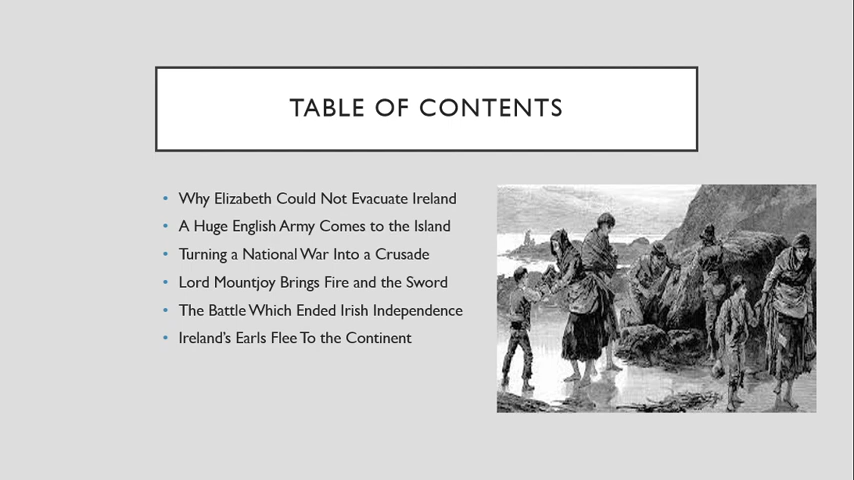 TABLE OF CONTENTS
• Why Elizabeth Could Not Evacuate Ireland
• A Huge English Army Comes to the Island
• Turning a National War Into a Crusade
• Lord Mountjoy Brings Fire and the Sword
• The Battle Which Ended Irish Independence
• Ireland’s Earls Flee To the Continent